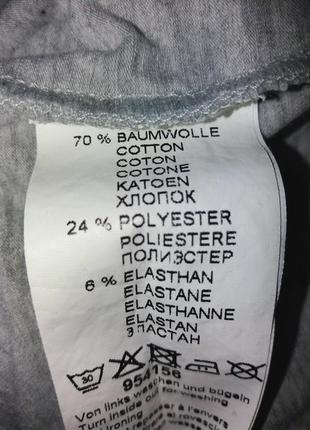 70 % BAUMWOLLE
COTTON
COTON
COTONE
KATOEN
ХЛОПОК
24 % POLYESTER
POLIESTERE
ПОЛИЭСТЕР
6 % ELASTHAN
ELASTANE
ELASTHANNE
ELASTAN
ЭЛАСТАН
30
954156
Von links waschen und bügeln
Turn inside out for
l'envers